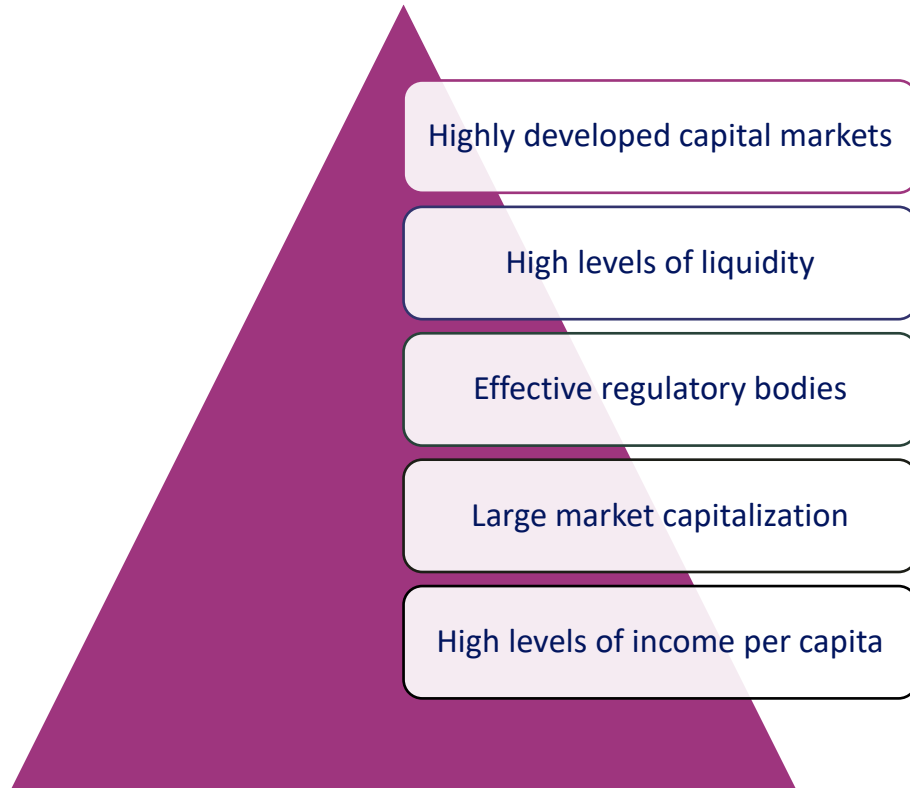 Highly developed capital markets
High levels of liquidity
Effective regulatory bodies
Large market capitalization
High levels of income per capita